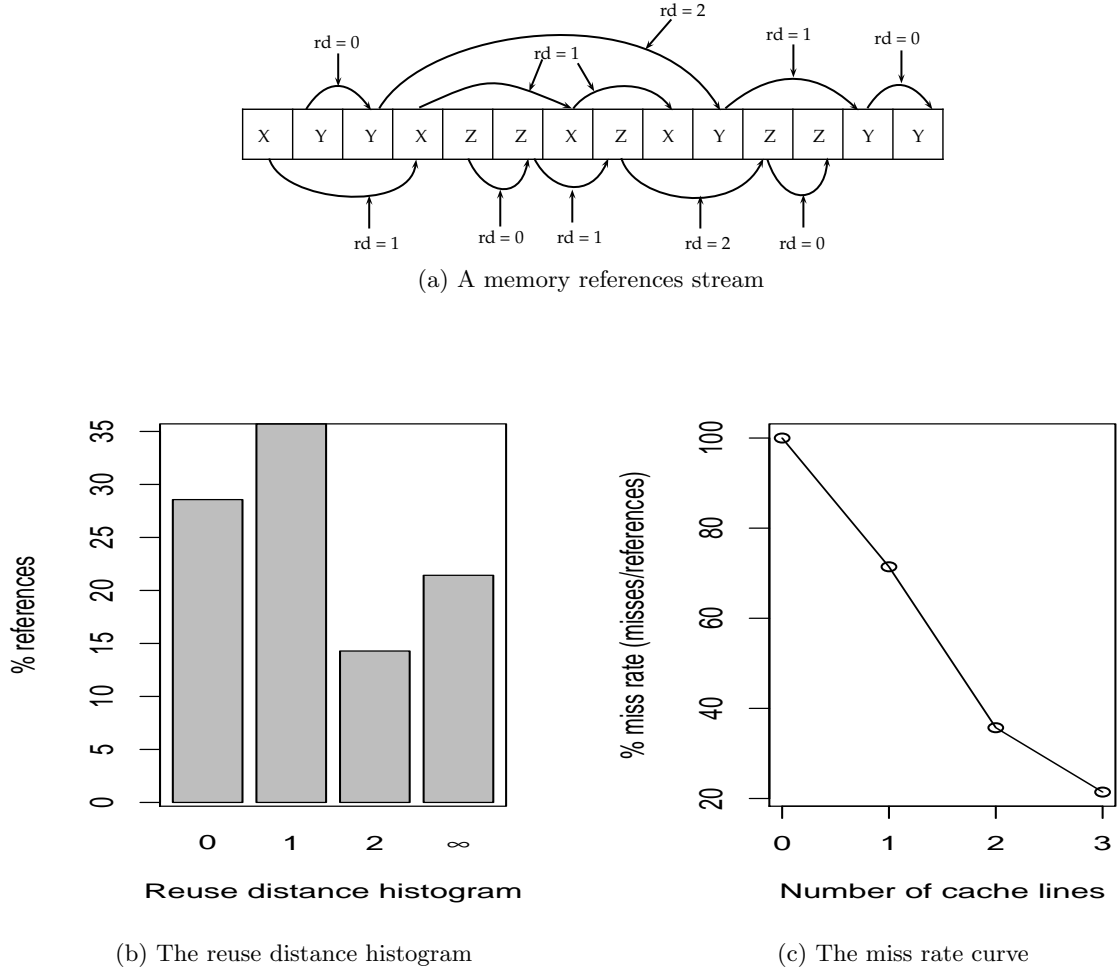 rd = 2
rd = 0
rd = 1
rd = 1
rd = 0
X Y Y X Z Z X Z X Y Z Z Y Y
rd = 1
rd = 0
rd = 1
rd = 2
rd = 0
(a) A memory references stream
% references
35
30
25
20
15
10
5
0
0 1 2 ∞
Reuse distance histogram
(b) The reuse distance histogram
% miss rate (misses/references)
100
80
60
40
20
0 1 2 3
Number of cache lines
(c) The miss rate curve